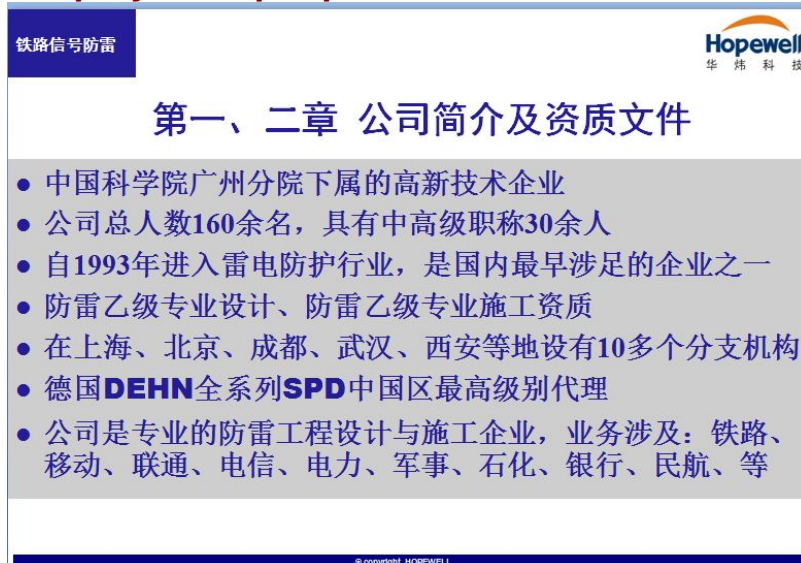 铁路信号防雷
Hopewell
华 炜 科 技
第一、二章 公司简介及资质文件
● 中国科学院广州分院下属的高新技术企业
● 公司总人数160余名，具有中高级职称30余人
● 自1993年进入雷电防护行业，是国内最早涉足的企业之一
● 防雷乙级专业设计、防雷乙级专业施工资质
● 在上海、北京、成都、武汉、西安等地设有10多个分支机构
● 德国DEHN全系列SPD中国区最高级别代理
● 公司是专业的防雷工程设计与施工企业，业务涉及：铁路、
移动、联通、电信、电力、军事、石化、银行、民航、等
© copyright HOPEWELL